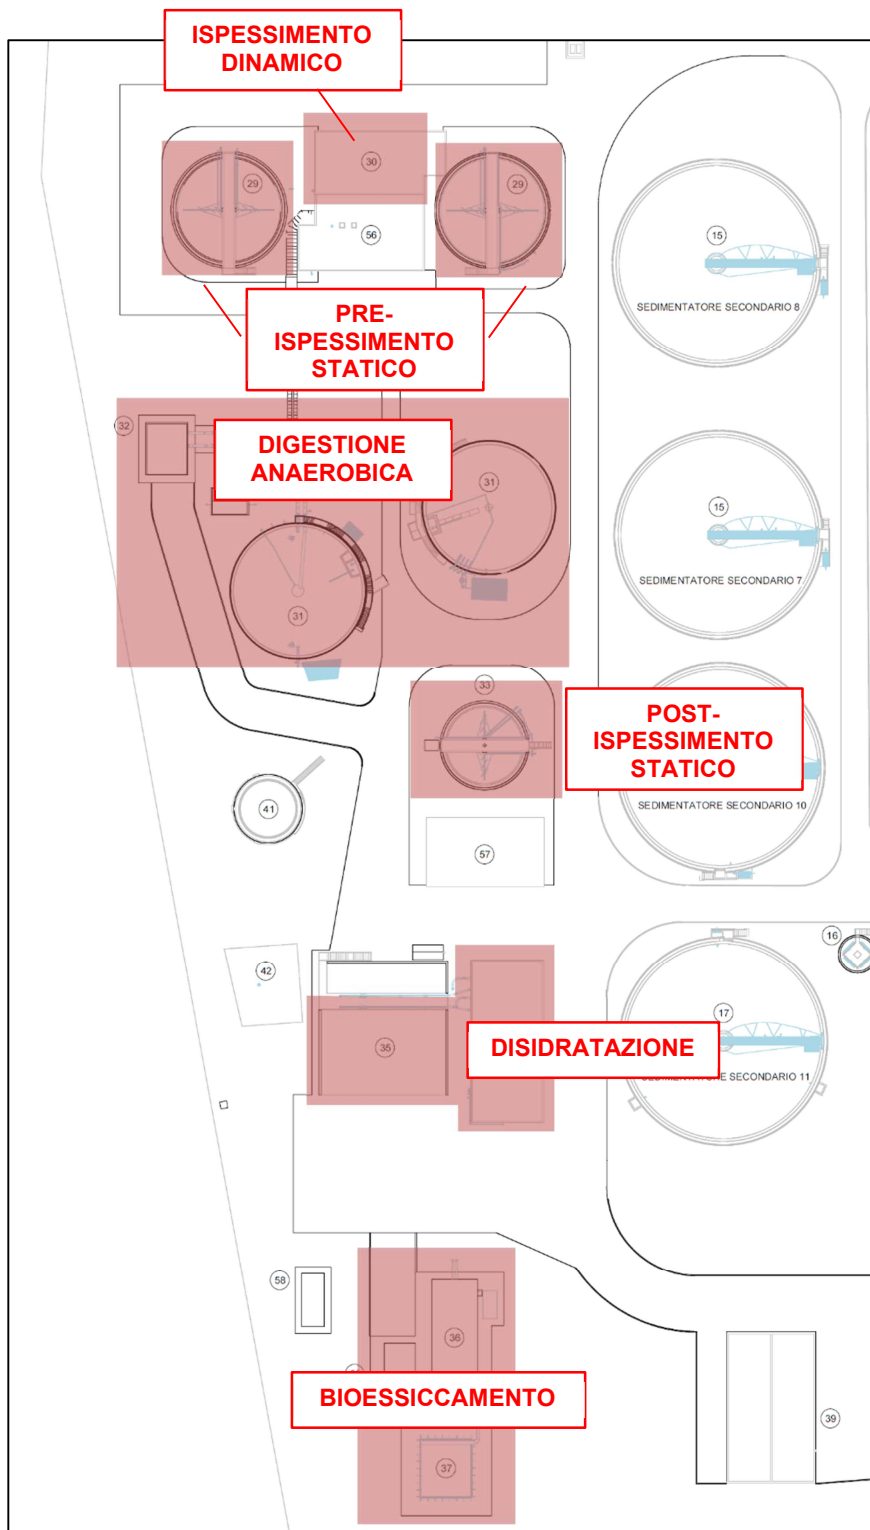 ISPESSIMENTO
DINAMICO
29
30
29
56
15
SEDIMENTATORE SECONDARIO 8
PRE-
ISPESSIMENTO
STATICO
32
DIGESTIONE
ANAEROBICA
31
15
SEDIMENTATORE SECONDARIO 7
31
33
POST-
ISPESSIMENTO
STATICO
SEDIMENTATORE SECONDARIO 10
41
57
42
16
17
35
DISIDRATAZIONE
SECONDARIO 11
58
36
BIOESSICCAMENTO
39
37